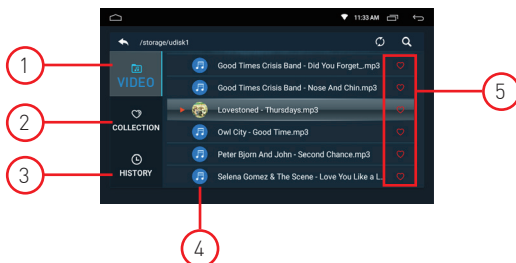 11:33 AM
/storage/udisk1
1
VIDEO
Good Times Crisis Band - Did You Forget_.mp3
Good Times Crisis Band - Nose And Chin.mp3
5
2
COLLECTION
Lovestoned - Thursdays.mp3
Owl City - Good Time.mp3
3
HISTORY
Peter Bjorn And John - Second Chance.mp3
Selena Gomez & The Scene - Love You Like a L..
4